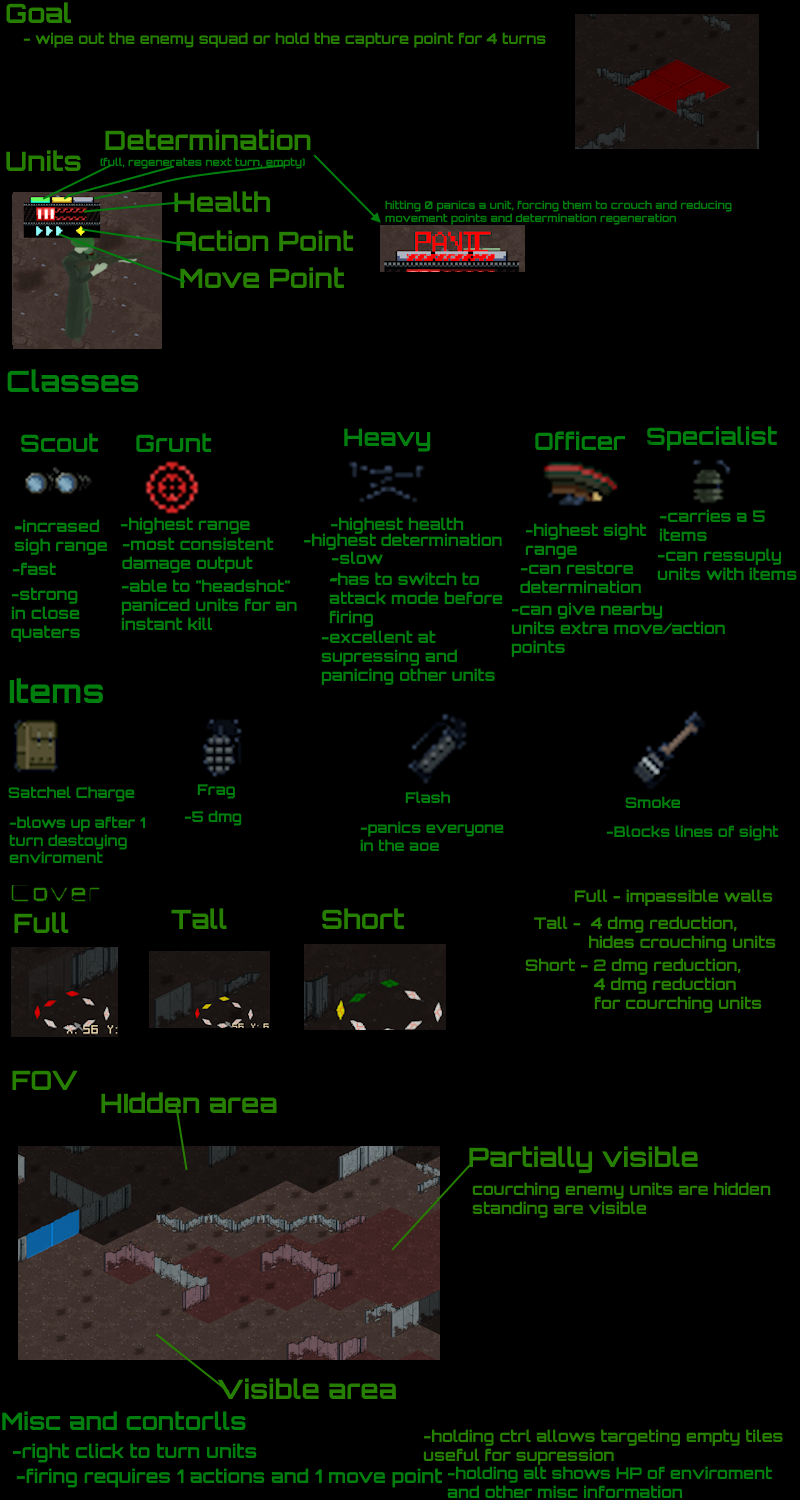 Goal
- wipe out the enemy squad or hold the capture point for 4 turns
Determination
(full, regenerates next turn, empty)
Units
Health
Action Point
Move Point
hitting 0 panics a unit, forcing them to crouch and reducing
movement points and determination regeneration
PANIC
Classes
Scout
-incrased
sigh range
-fast
-strong
in close
quaters
Grunt
-highest range
-most consistent
damage output
-able to "headshot"
paniced units for an
instant kill
Heavy
-highest health
-highest determination
-slow
-has to switch to
attack mode before
firing
-excellent at
supressing and
panicing other units
Officer
-highest sight
range
-can restore
determination
-can give nearby
units extra move/action
points
Specialist
-carries a 5
items
-can ressuply
units with items
Items
Satchel Charge
-blows up after 1
turn destoying
enviroment
Frag
-5 dmg
Flash
-panics everyone
in the aoe
Smoke
-Blocks lines of sight
Cover
Full
Tall
Short
X: 56 Y:
56 Y: 6
Full - impassible walls
Tall - 4 dmg reduction,
hides crouching units
Short - 2 dmg reduction,
4 dmg reduction
for courching units
FOV
HIdden area
Partially visible
courching enemy units are hidden
standing are visible
Visible area
Misc and contorlls
-right click to turn units
-firing requires 1 actions and 1 move point
-holding ctrl allows targeting empty tiles
useful for supression
-holding alt shows HP of enviroment
and other misc information